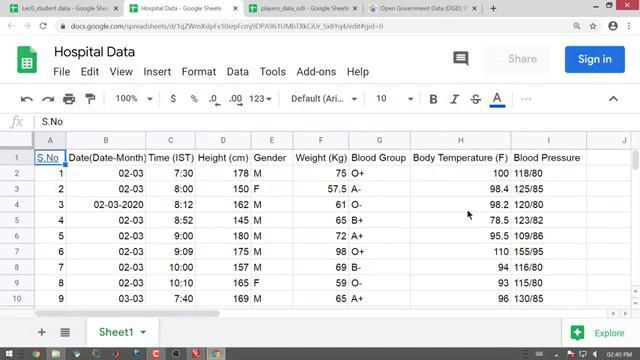 Lec0_student data - Google Sheets
Hospital Data - Google Sheets
players_data_odi - Google Sheets
Open Government Data (OGD)
docs.google.com/spreadsheets/d/1qZWmXslpFx10srpFcmrj9DPA961UMBTXkCiUr_SxBYq4/edit#gid=0
Hospital Data
Share
Sign in
File Edit View Insert Format Data Tools Add-ons Help
100% $ % .0 .00 123 Default (Ari... 10 B I S A
fx S.No
A B C D E F G H I J
1 S.No Date(Date-Month) Time (IST) Height (cm) Gender Weight (Kg) Blood Group Body Temperature (F) Blood Pressure
2 1 02-03 7:30 178 M 75 O+ 100 118/80
3 2 02-03 8:00 150 F 57.5 A- 98.4 125/85
4 3 02-03-2020 8:12 162 M 61 O- 98.2 120/80
5 4 02-03 8:52 145 M 65 B+ 78.5 123/82
6 5 02-03 9:00 180 M 72 A+ 95.5 109/86
7 6 02-03 9:09 175 M 98 O+ 110 155/95
8 7 02-03 10:00 157 M 69 B- 94 116/80
9 8 02-03 10:10 165 F 59 O- 93 115/80
10 9 03-03 7:40 169 M 65 A+ 96 130/85
Sheet1
Explore
02:40 PM